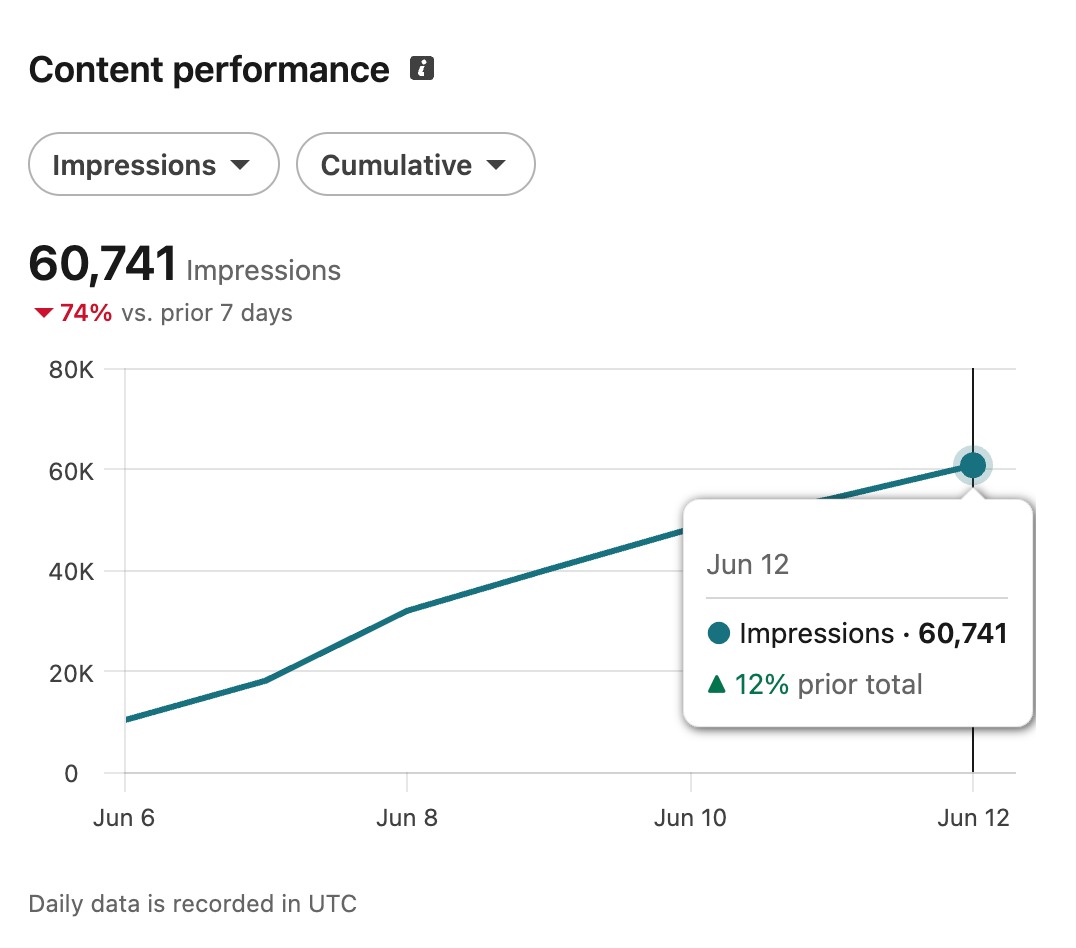 Content performance
Impressions
Cumulative
60,741 Impressions
74% vs. prior 7 days
80K
60K
40K
20K
0
Jun 12
Impressions · 60,741
12% prior total
Jun 6
Jun 8
Jun 10
Jun 12
Daily data is recorded in UTC